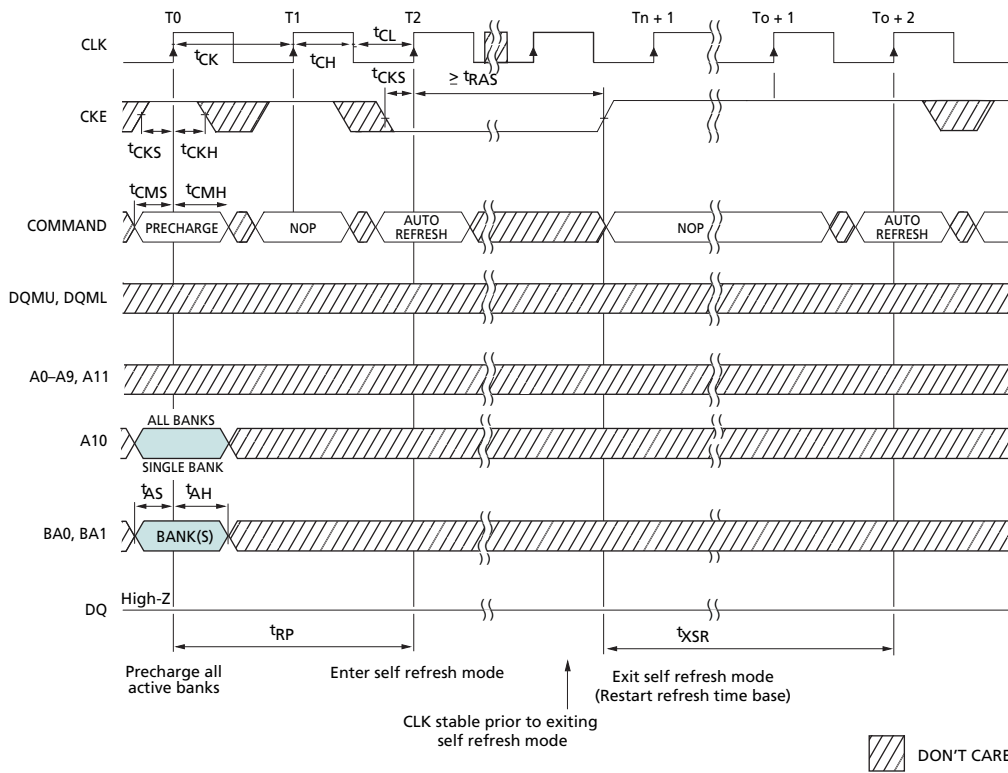 T0 T1 T2 Tn + 1 To + 1 To + 2
CLK
tCK tCH tCL
tCKS ≥ tRAS
CKE
tCKS tCKH
tCMS tCMH
COMMAND PRECHARGE NOP AUTO REFRESH NOP AUTO REFRESH
DQMU, DQML
A0–A9, A11
ALL BANKS
A10
SINGLE BANK
tAS tAH
BA0, BA1 BANK(S)
High-Z
DQ
tRP tXSR
Precharge all
active banks
Enter self refresh mode
Exit self refresh mode
(Restart refresh time base)
CLK stable prior to exiting
self refresh mode
DON'T CARE